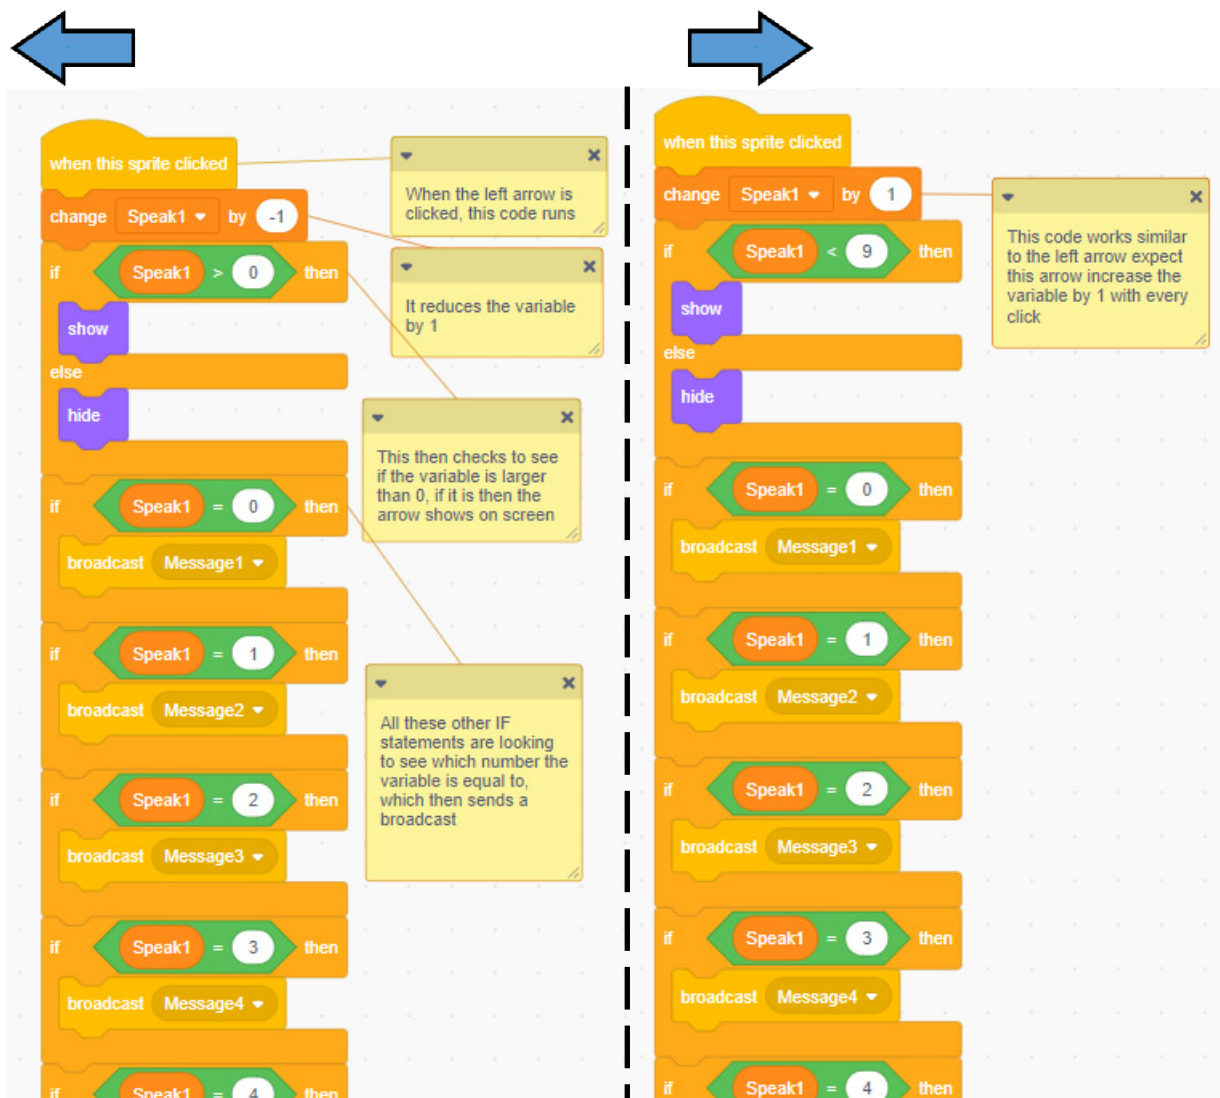 when this sprite clicked
change Speak1 by -1
if Speak1 > 0 then
show
else
hide
if Speak1 = 0 then
broadcast Message1
if Speak1 = 1 then
broadcast Message2
if Speak1 = 2 then
broadcast Message3
if Speak1 = 3 then
broadcast Message4
if Speak1 = 4 then
When the left arrow is
clicked, this code runs
It reduces the variable
by 1
This then checks to see
if the variable is larger
than 0, if it is then the
arrow shows on screen
All these other IF
statements are looking
to see which number the
variable is equal to,
which then sends a
broadcast
when this sprite clicked
change Speak1 by 1
if Speak1 < 9 then
show
else
hide
if Speak1 = 0 then
broadcast Message1
if Speak1 = 1 then
broadcast Message2
if Speak1 = 2 then
broadcast Message3
if Speak1 = 3 then
broadcast Message4
if Speak1 = 4 then
This code works similar
to the left arrow expect
this arrow increase the
variable by 1 with every
click